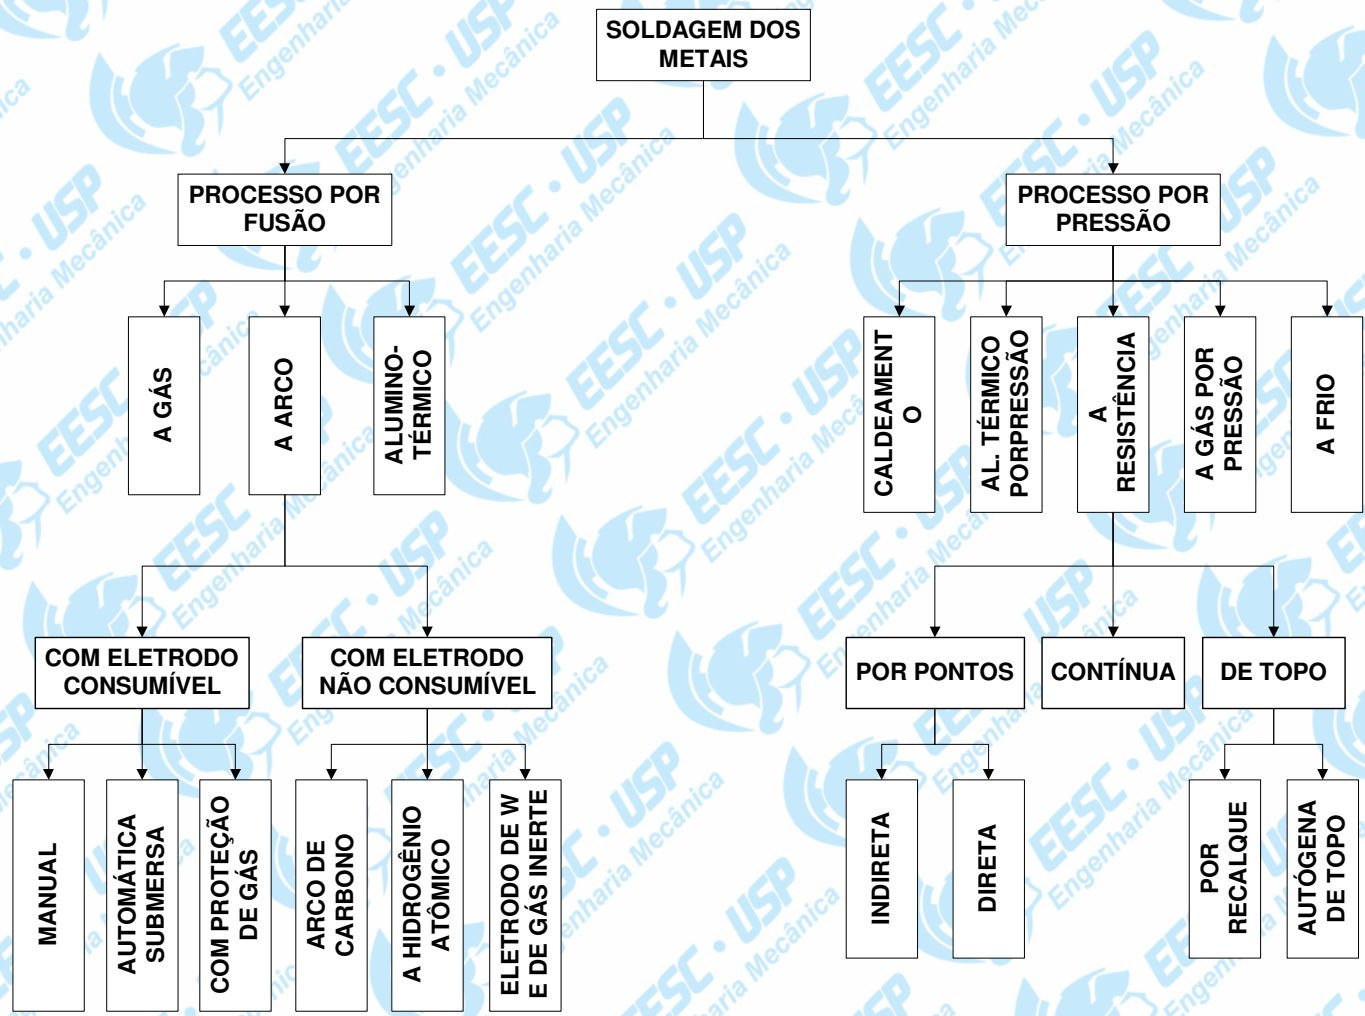 SOLDAGEM DOS
METAIS
PROCESSO POR
FUSÃO
PROCESSO POR
PRESSÃO
A GÁS
A ARCO
ALUMINO-
TÉRMICO
CALDEAMENT
O
AL. TÉRMICO
PORPRESSÃO
A
RESISTÊNCIA
A GÁS POR
PRESSÃO
A FRIO
COM ELETRODO
CONSUMÍVEL
COM ELETRODO
NÃO CONSUMÍVEL
POR PONTOS
CONTÍNUA
DE TOPO
MANUAL
AUTOMÁTICA
SUBMERSA
COM PROTEÇÃO
DE GÁS
ARCO DE
CARBONO
A HIDROGÊNIO
ATÔMICO
ELETRODO DE W
E DE GÁS INERTE
INDIRETA
DIRETA
POR
RECALQUE
AUTÓGENA
DE TOPO
EESC • USP
Engenharia Mecânica